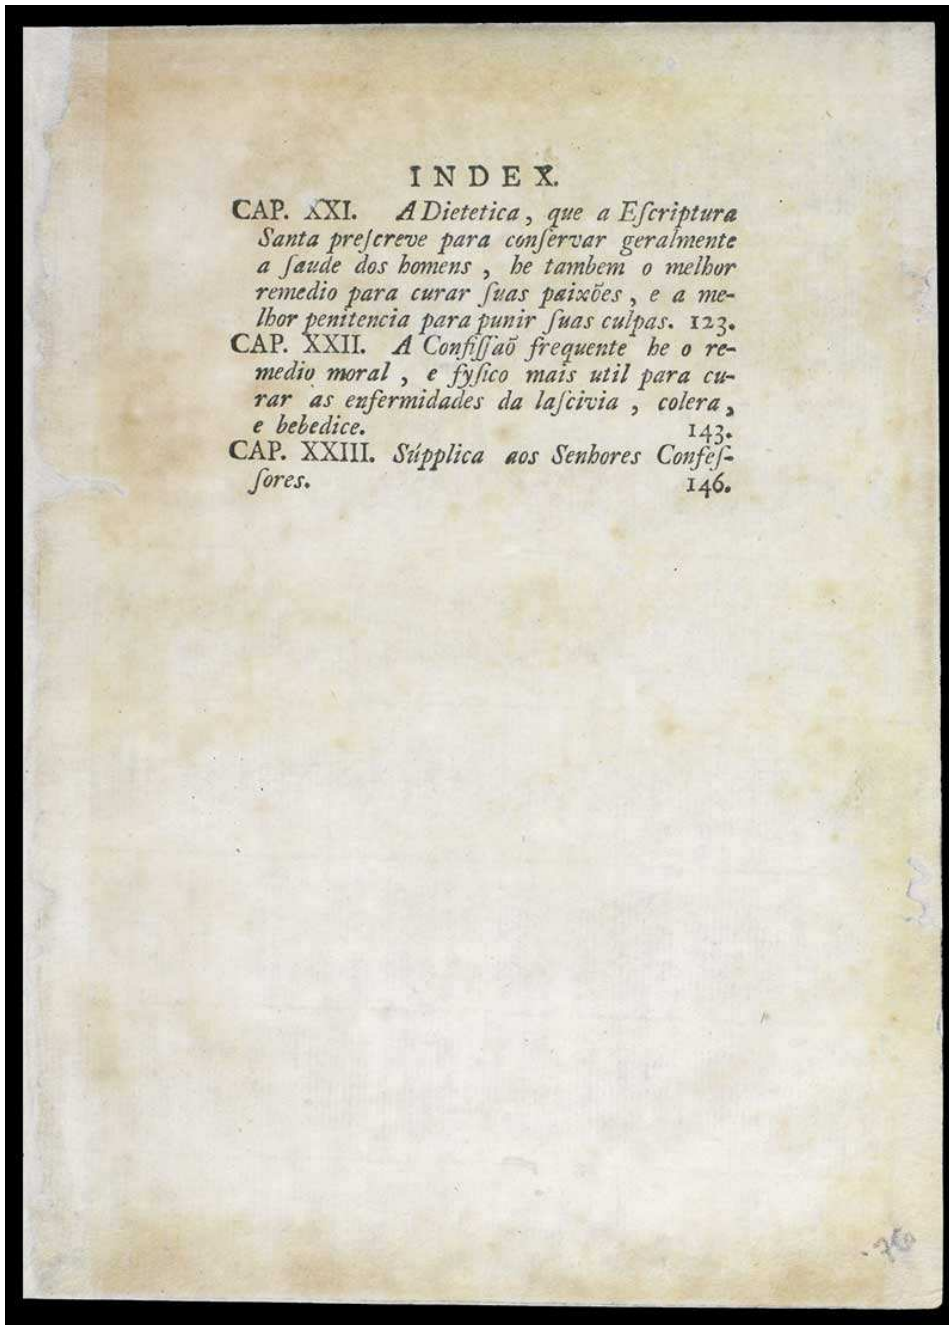 INDEX.
CAP. XXI. A Dietetica, que a Eſcriptura
Santa preſcreve para conſervar geralmente
a ſaude dos homens, he tambem o melhor
remedio para curar ſuas paixões, e a me-
lhor penitencia para punir ſuas culpas. 123.
CAP. XXII. A Confiſſaõ frequente he o re-
medio moral, e fyſico mais util para cu-
rar as enfermidades da laſcivia, colera,
e bebedice. 143.
CAP. XXIII. Súpplica aos Senhores Confeſ-
ſores. 146.